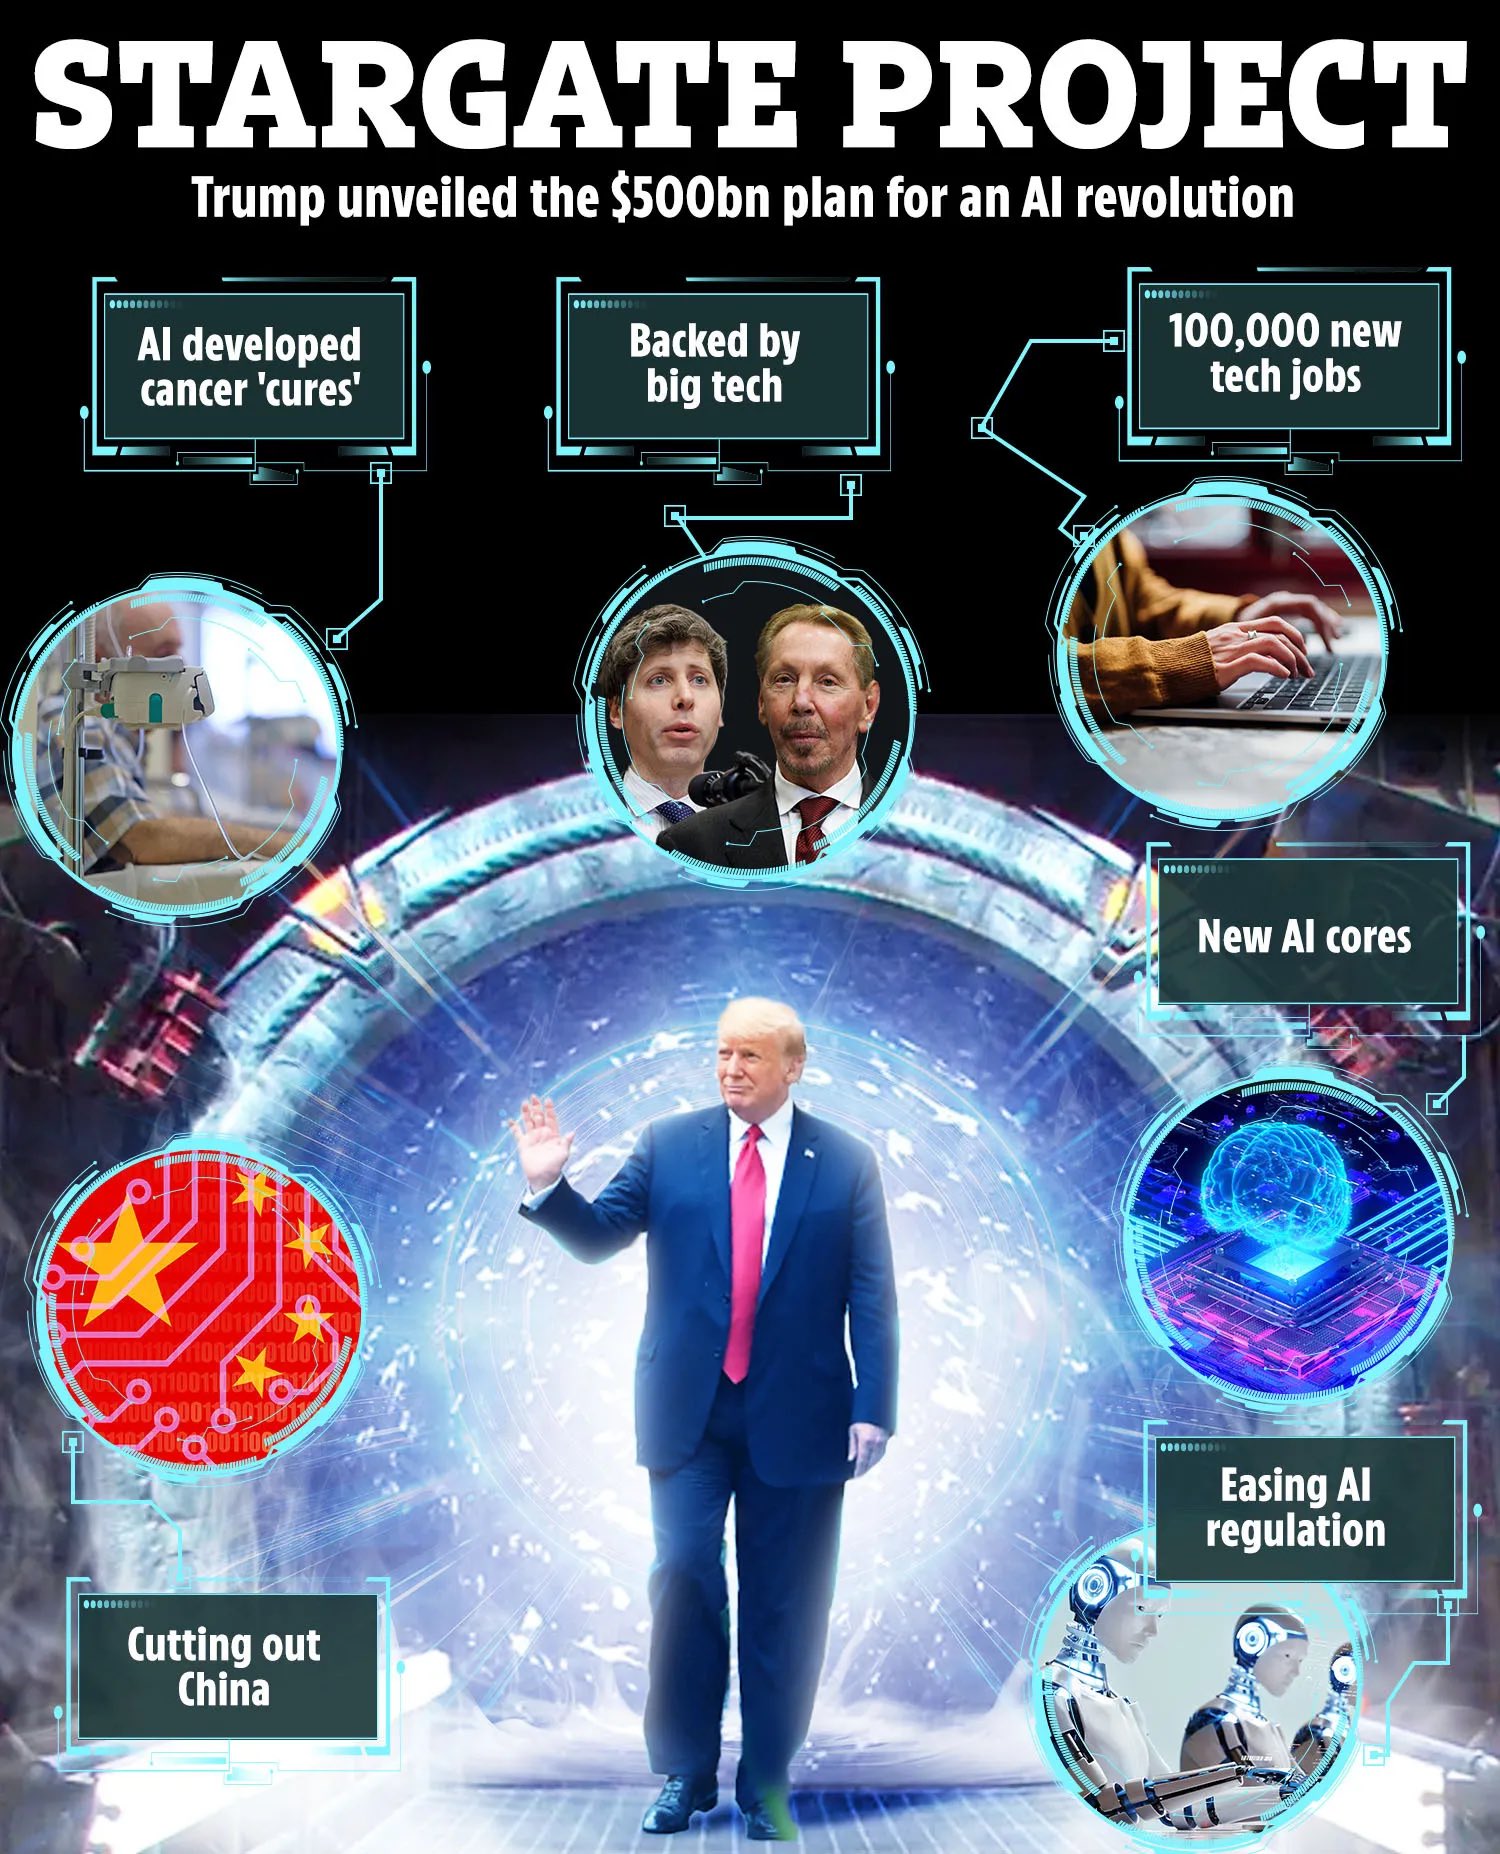 STARGATE PROJECT
Trump unveiled the $500bn plan for an AI revolution
AI developed
cancer 'cures'
Backed by
big tech
100,000 new
tech jobs
New AI cores
Easing AI
regulation
Cutting out
China